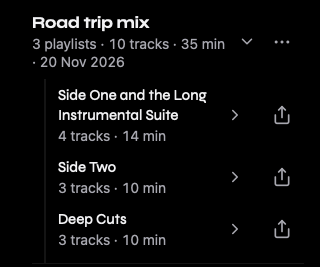 Road trip mix
3 playlists · 10 tracks · 35 min
· 20 Nov 2026
Side One and the Long
Instrumental Suite
4 tracks · 14 min
Side Two
3 tracks · 10 min
Deep Cuts
3 tracks · 10 min